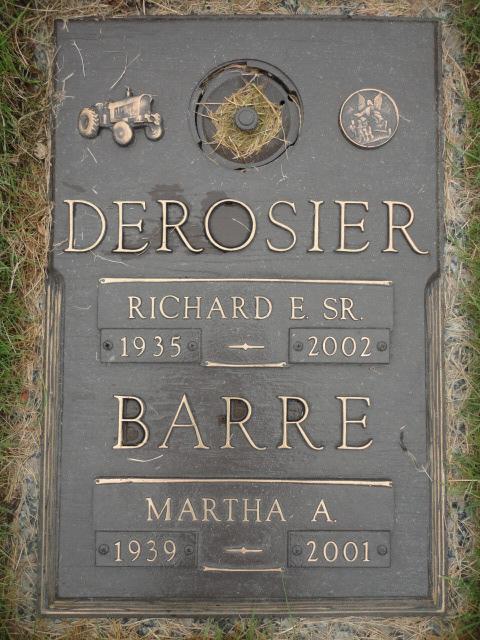 DEROSIER
RICHARD E. SR.
1935 2002
BARRE
MARTHA A.
1939 2001